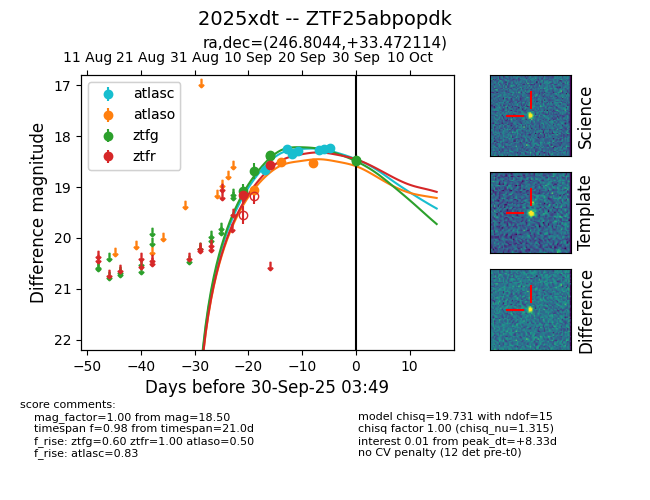 2025xdt -- ZTF25abpopdk
ra,dec=(246.8044,+33.472114)
11 Aug 21 Aug 31 Aug 10 Sep 20 Sep 30 Sep 10 Oct
17
18
19
20
21
22
Difference magnitude
atlasc
atlaso
ztfg
ztfr
−50 −40 −30 −20 −10 0 10
Days before 30-Sep-25 03:49
Science
Template
Difference
score comments:
mag_factor=1.00 from mag=18.50
timespan f=0.98 from timespan=21.0d
f_rise: ztfg=0.60 ztfr=1.00 atlaso=0.50
f_rise: atlasc=0.83
model chisq=19.731 with ndof=15
chisq factor 1.00 (chisq_nu=1.315)
interest 0.01 from peak_dt=+8.33d
no CV penalty (12 det pre-t0)